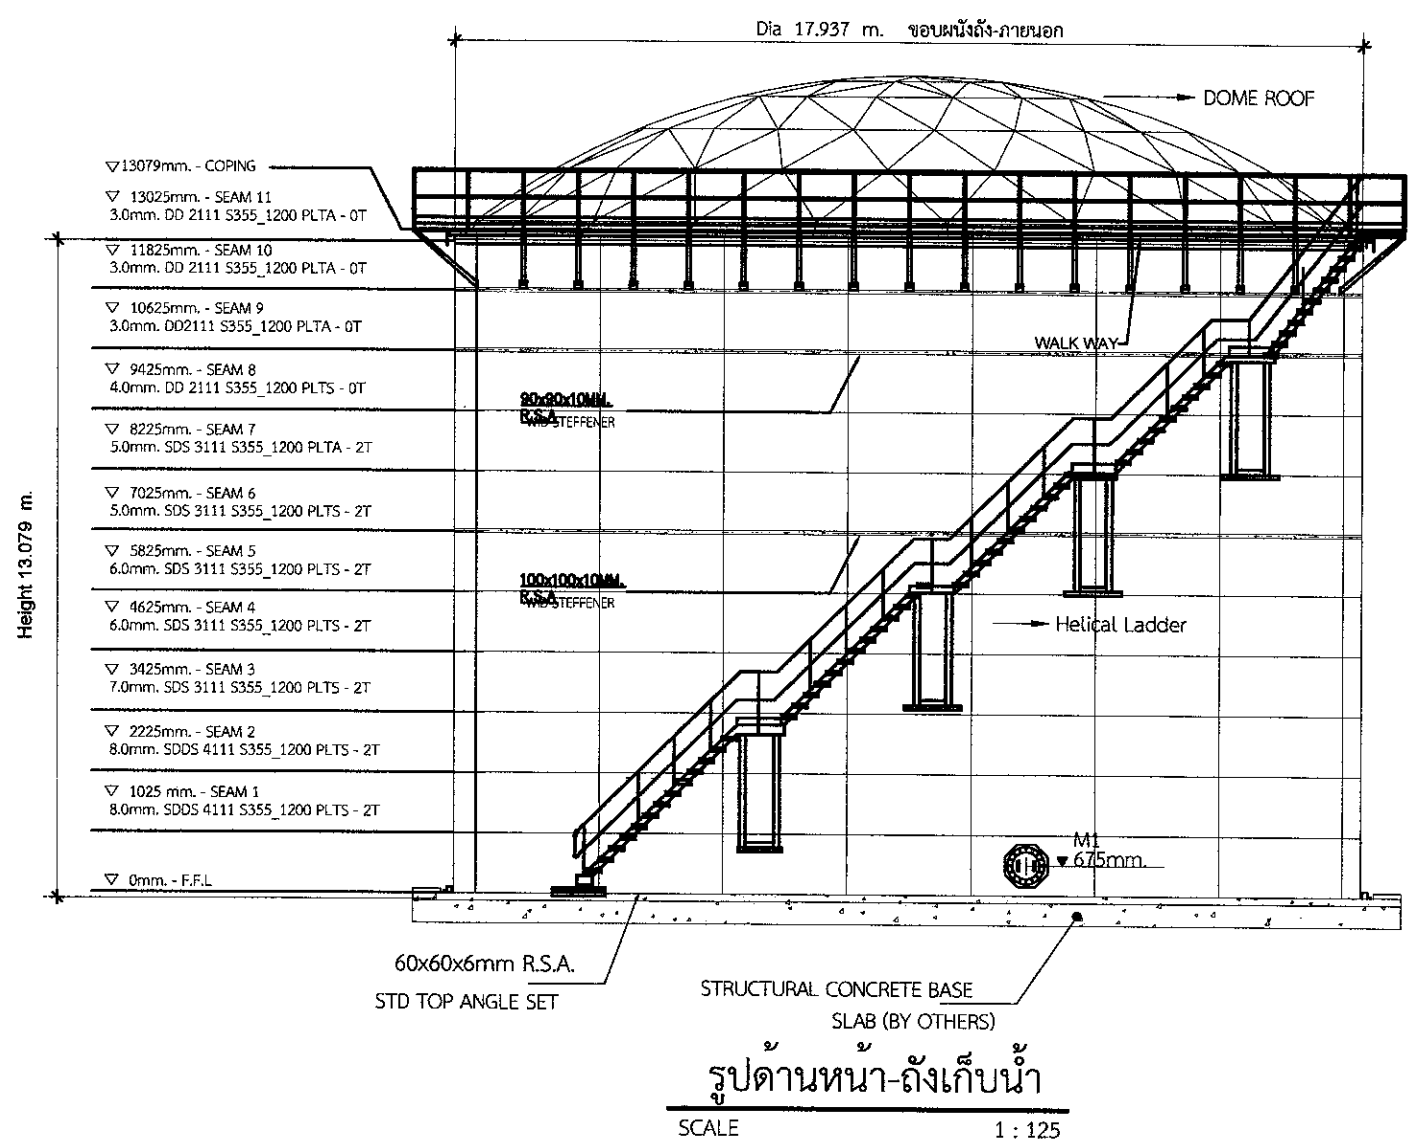 Dia 17.937 m. ขอบผนังถัง-ภายนอก
DOME ROOF
▽13079mm. - COPING
▽ 13025mm. - SEAM 11
3.0mm. DD 2111 S355_1200 PLTA - 0T
▽ 11825mm. - SEAM 10
3.0mm. DD 2111 S355_1200 PLTA - 0T
▽ 10625mm. - SEAM 9
3.0mm. DD2111 S355_1200 PLTA - 0T
WALK WAY
▽ 9425mm. - SEAM 8
4.0mm. DD 2111 S355_1200 PLTS - 0T
90x90x10MM.
R.S.A
WID STEFFENER
▽ 8225mm. - SEAM 7
5.0mm. SDS 3111 S355_1200 PLTA - 2T
▽ 7025mm. - SEAM 6
5.0mm. SDS 3111 S355_1200 PLTS - 2T
▽ 5825mm. - SEAM 5
6.0mm. SDS 3111 S355_1200 PLTS - 2T
100x100x10MM.
R.S.A
WID STEFFENER
▽ 4625mm. - SEAM 4
6.0mm. SDS 3111 S355_1200 PLTS - 2T
Helical Ladder
▽ 3425mm. - SEAM 3
7.0mm. SDS 3111 S355_1200 PLTS - 2T
▽ 2225mm. - SEAM 2
8.0mm. SDDS 4111 S355_1200 PLTS - 2T
▽ 1025 mm. - SEAM 1
8.0mm. SDDS 4111 S355_1200 PLTS - 2T
Height 13.079 m.
M1
▼ 675mm.
▽ 0mm. - F.F.L
60x60x6mm R.S.A.
STD TOP ANGLE SET
STRUCTURAL CONCRETE BASE
SLAB (BY OTHERS)
รูปด้านหน้า-ถังเก็บน้ำ
SCALE 1 : 125